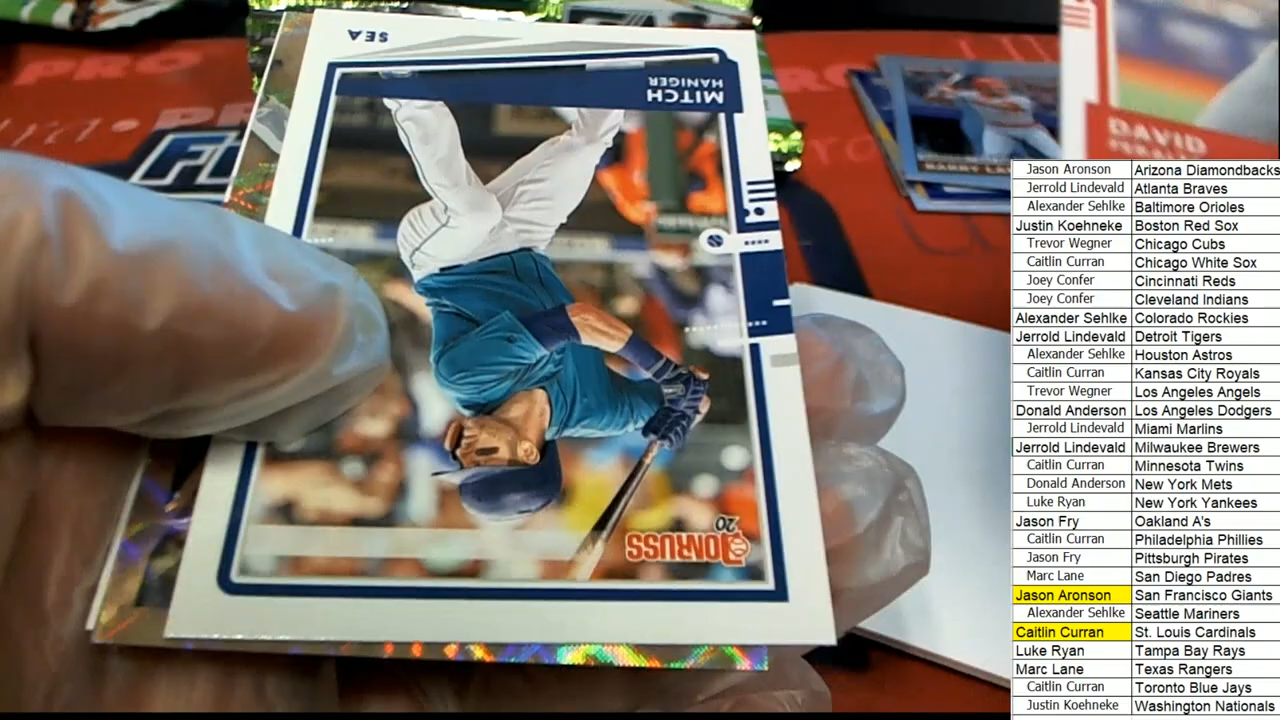 SEA
MITCH
HANIGER
20
DONRUSS
PRO
DAVID
Jason Aronson Arizona Diamondbacks
Jerrold Lindevald Atlanta Braves
Alexander Sehlke Baltimore Orioles
Justin Koehneke Boston Red Sox
Trevor Wegner Chicago Cubs
Caitlin Curran Chicago White Sox
Joey Confer Cincinnati Reds
Joey Confer Cleveland Indians
Alexander Sehlke Colorado Rockies
Jerrold Lindevald Detroit Tigers
Alexander Sehlke Houston Astros
Caitlin Curran Kansas City Royals
Trevor Wegner Los Angeles Angels
Donald Anderson Los Angeles Dodgers
Jerrold Lindevald Miami Marlins
Jerrold Lindevald Milwaukee Brewers
Caitlin Curran Minnesota Twins
Donald Anderson New York Mets
Luke Ryan New York Yankees
Jason Fry Oakland A's
Caitlin Curran Philadelphia Phillies
Jason Fry Pittsburgh Pirates
Marc Lane San Diego Padres
Jason Aronson San Francisco Giants
Alexander Sehlke Seattle Mariners
Caitlin Curran St. Louis Cardinals
Luke Ryan Tampa Bay Rays
Marc Lane Texas Rangers
Caitlin Curran Toronto Blue Jays
Justin Koehneke Washington Nationals